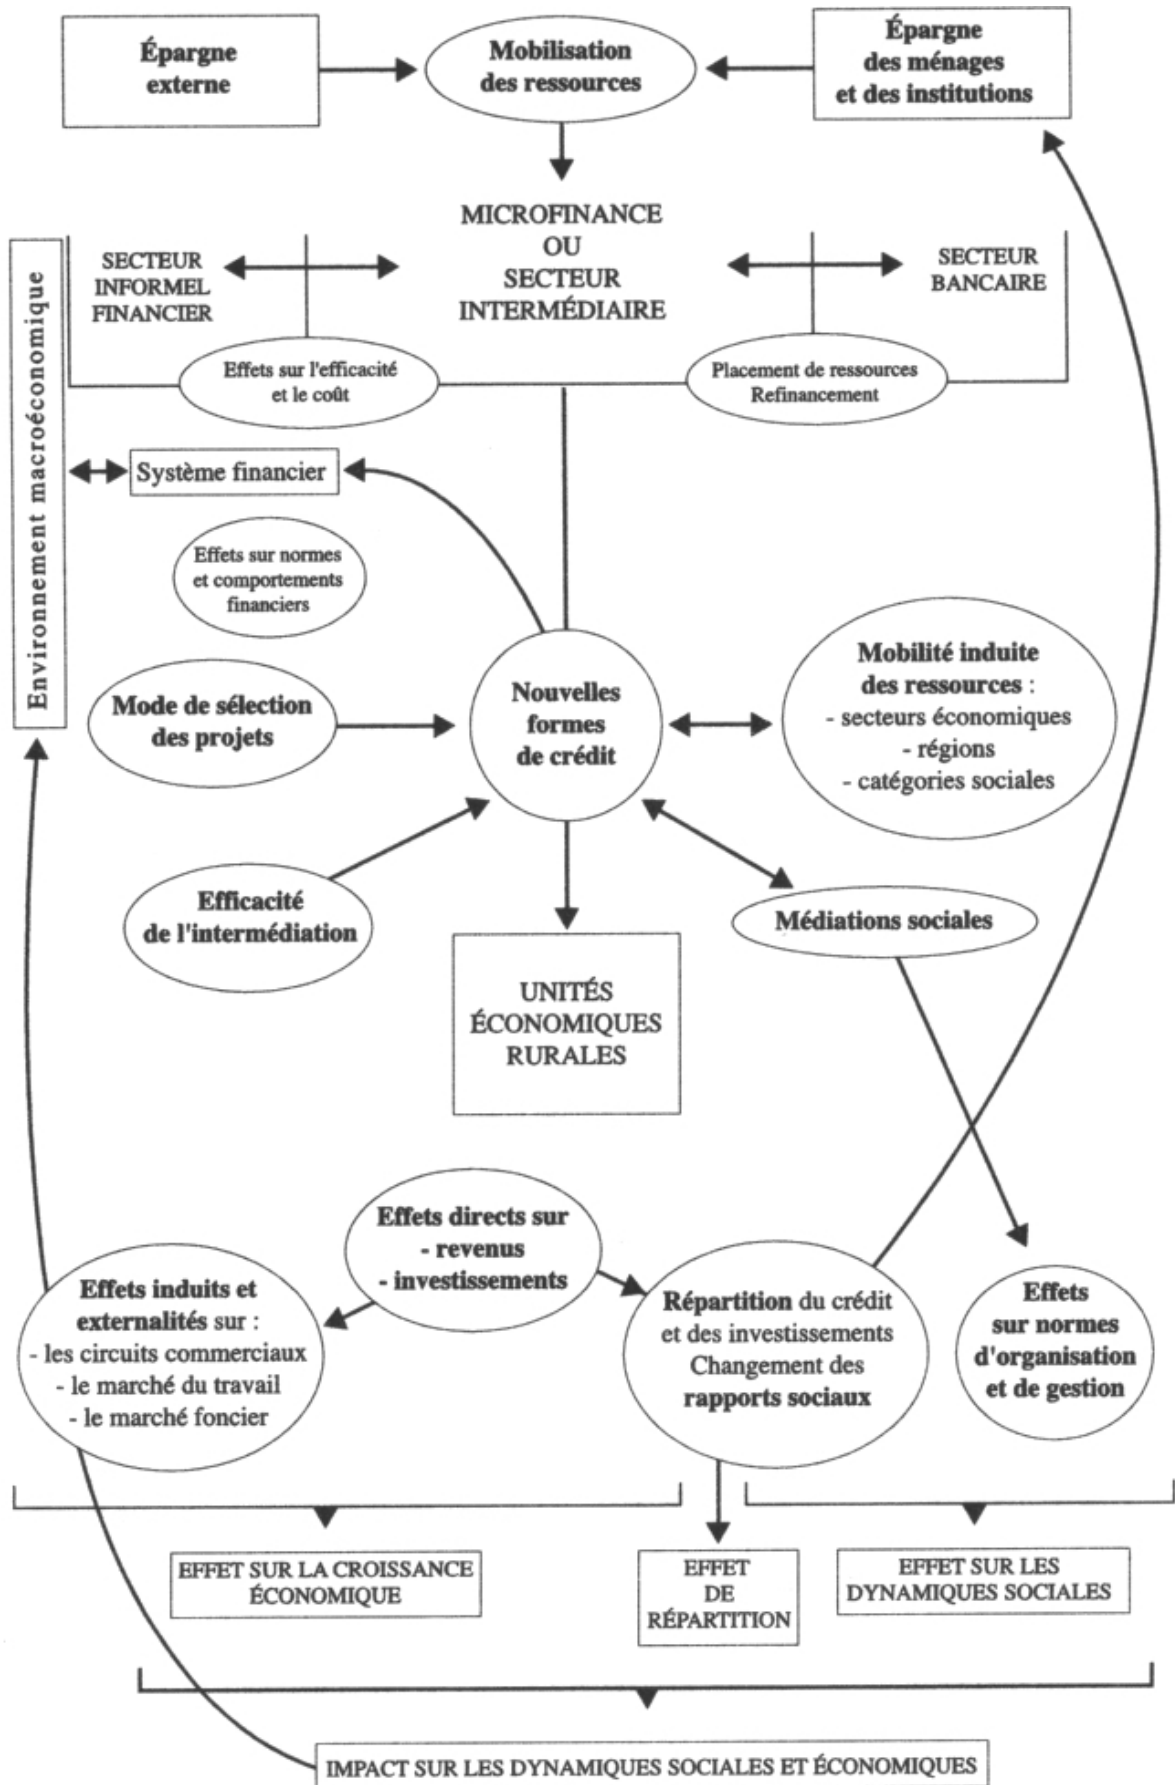 Épargne
externe
Mobilisation
des ressources
Épargne
des ménages
et des institutions
MICROFINANCE
OU
SECTEUR
INTERMÉDIAIRE
SECTEUR
INFORMEL
FINANCIER
SECTEUR
BANCAIRE
Effets sur l'efficacité
et le coût
Placement de ressources
Refinancement
Environnement macroéconomique
Système financier
Effets sur normes
et comportements
financiers
Mode de sélection
des projets
Nouvelles
formes
de crédit
Mobilité induite
des ressources :
- secteurs économiques
- régions
- catégories sociales
Efficacité
de l'intermédiation
Médiations sociales
UNITÉS
ÉCONOMIQUES
RURALES
Effets directs sur
- revenus
- investissements
Effets induits et
externalités sur :
- les circuits commerciaux
- le marché du travail
- le marché foncier
Répartition du crédit
et des investissements
Changement des
rapports sociaux
Effets
sur normes
d'organisation
et de gestion
EFFET SUR LA CROISSANCE
ÉCONOMIQUE
EFFET
DE
RÉPARTITION
EFFET SUR LES
DYNAMIQUES SOCIALES
IMPACT SUR LES DYNAMIQUES SOCIALES ET ÉCONOMIQUES